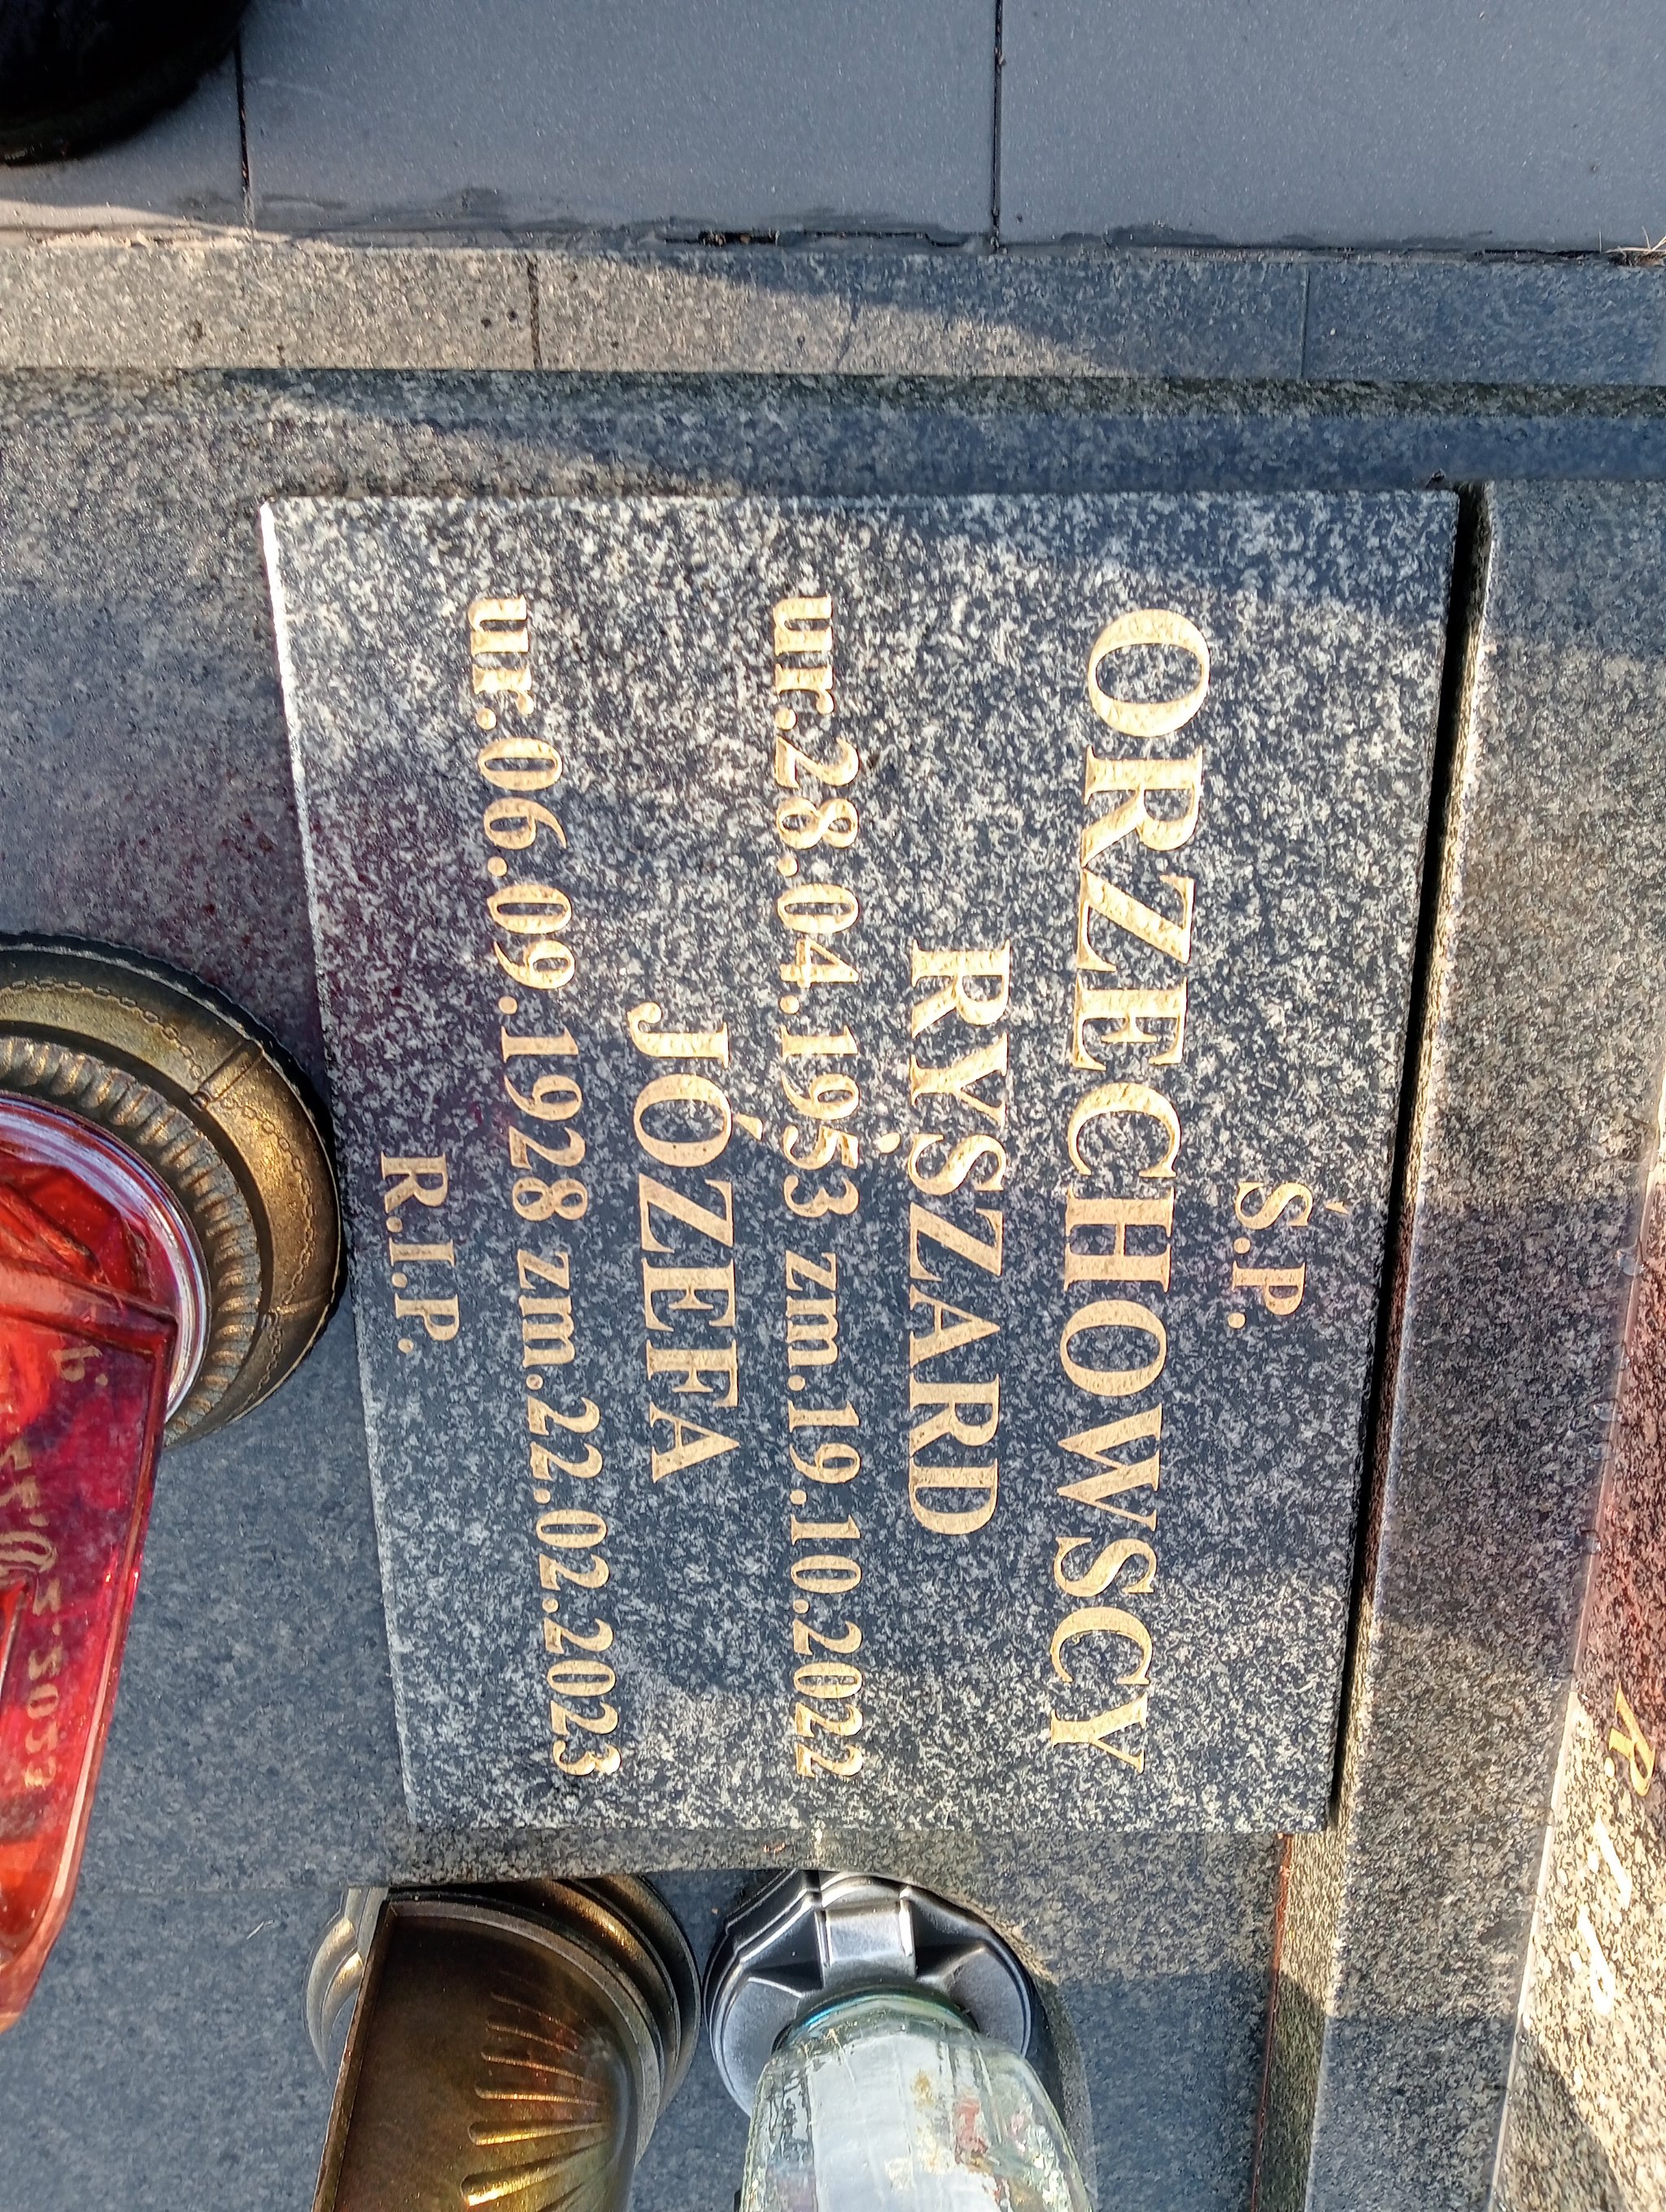 Ś.P.
ORZECHOWSCY
RYSZARD
ur.28.04.1953 zm.19.10.2022
JÓZEFA
ur.06.09.1928 zm.22.02.2023
R.I.P.
R.I.P.